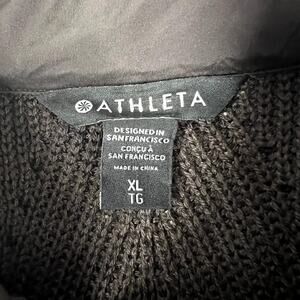 ATHLETA
DESIGNED IN
SAN FRANCISCO
CONÇU À
SAN FRANCISCO
MADE IN CHINA
XL
TG